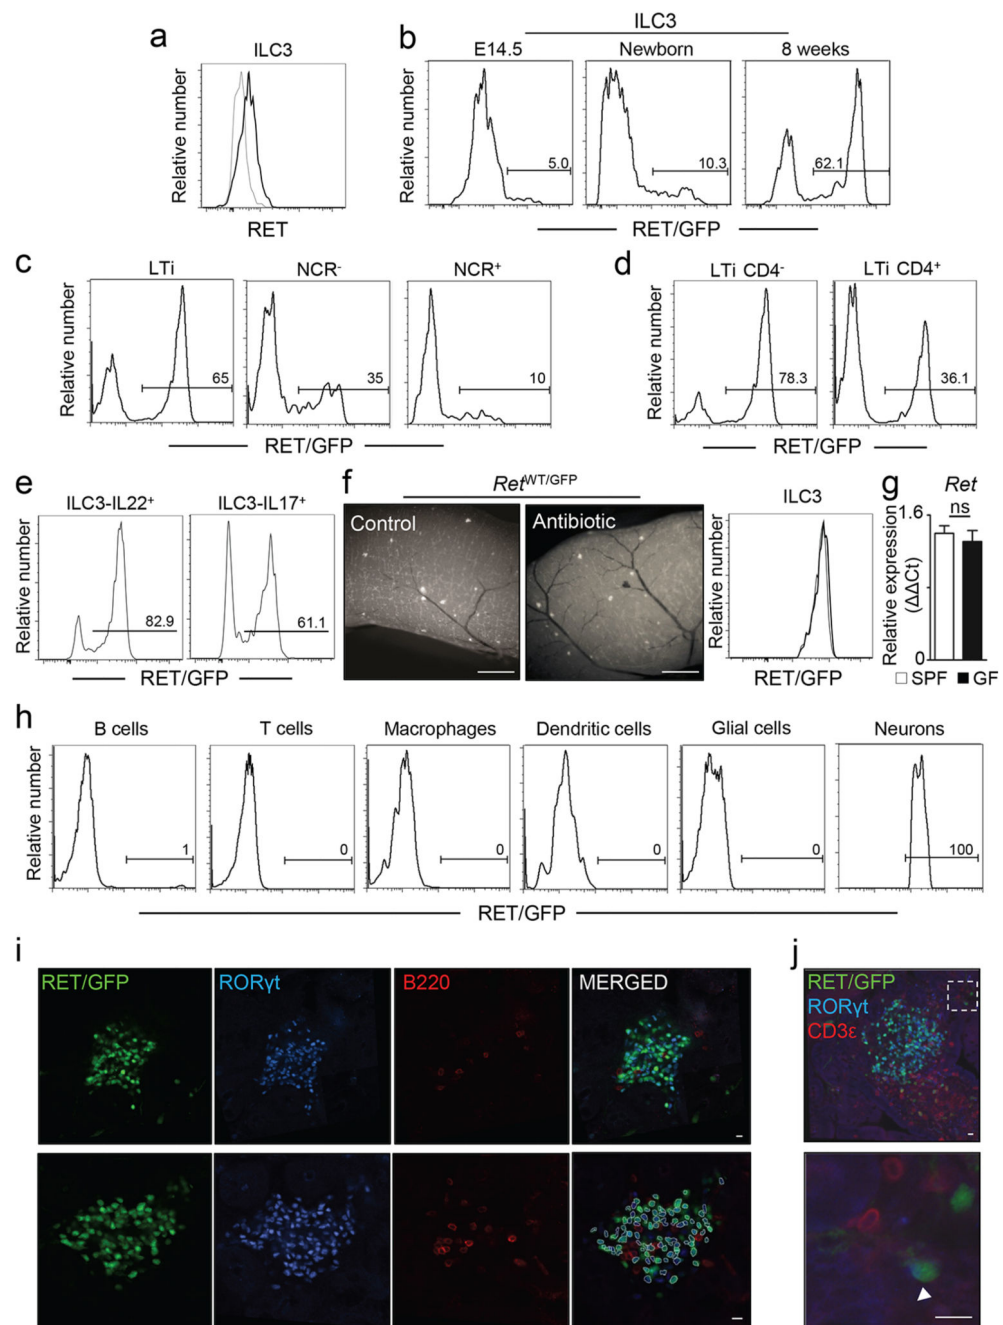 a
ILC3
Relative number
RET
b
ILC3
E14.5
Newborn
8 weeks
Relative number
5.0
10.3
62.1
RET/GFP
c
LTi
NCR⁻
NCR⁺
Relative number
65
35
10
RET/GFP
d
LTi CD4⁻
LTi CD4⁺
Relative number
78.3
36.1
RET/GFP
e
ILC3-IL22⁺
ILC3-IL17⁺
Relative number
82.9
61.1
RET/GFP
f
Ret^WT/GFP
Control
Antibiotic
ILC3
Relative number
RET/GFP
g
Ret
ns
1.6
0
Relative expression
(ΔΔCt)
SPF
GF
h
B cells
T cells
Macrophages
Dendritic cells
Glial cells
Neurons
Relative number
1
0
0
0
0
100
RET/GFP
i
RET/GFP
RORγt
B220
MERGED
j
RET/GFP
RORγt
CD3ε